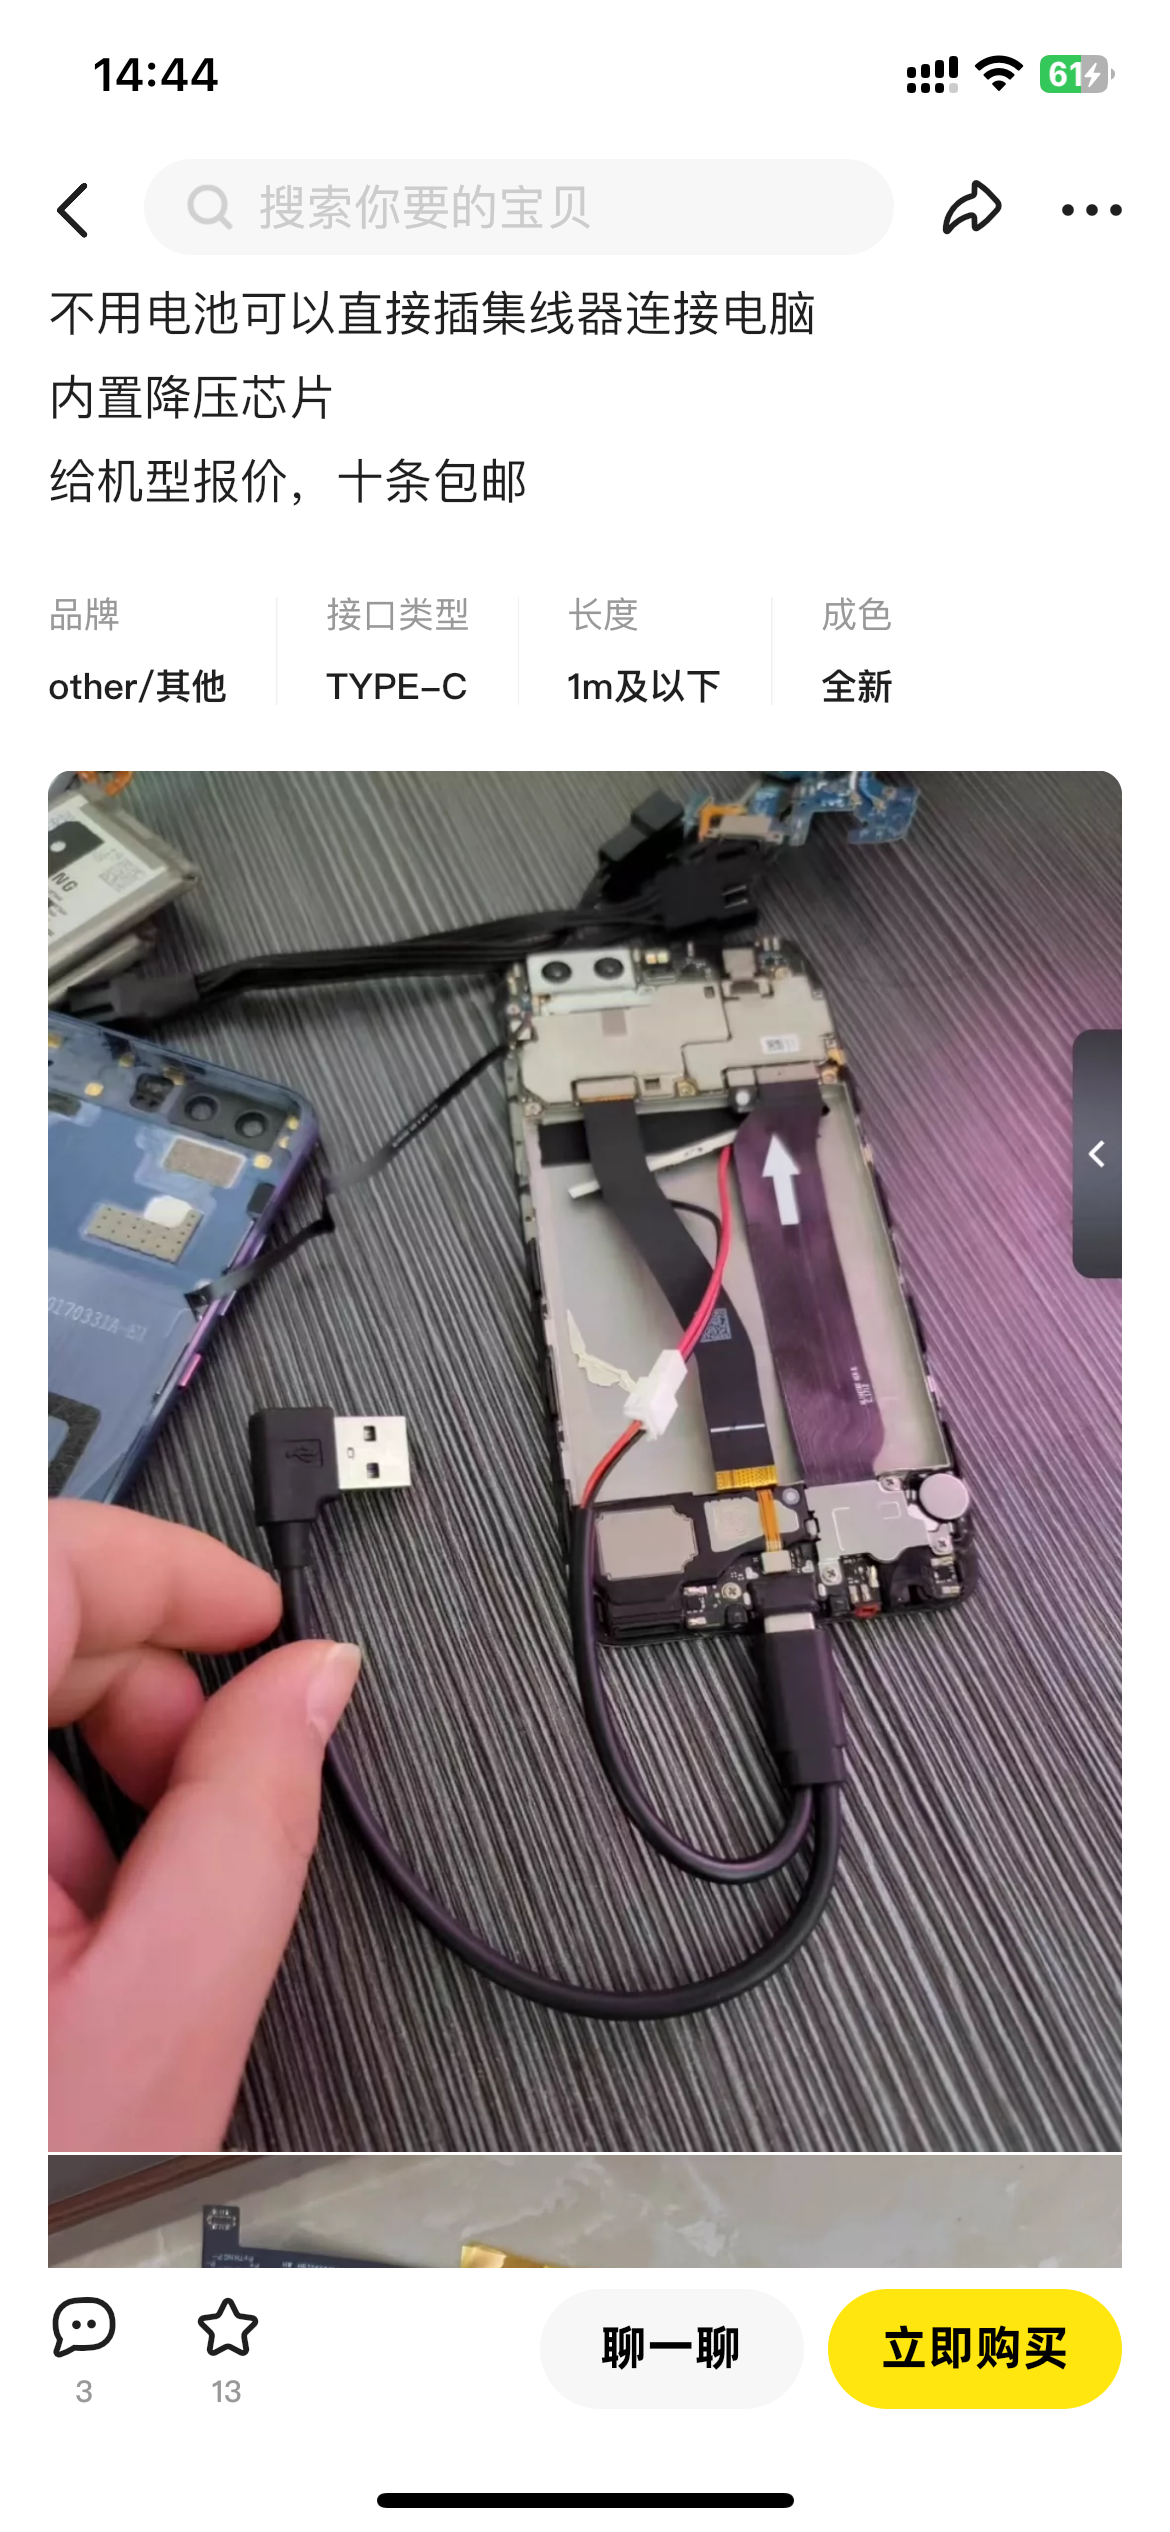 14:44
61
搜索你要的宝贝
不用电池可以直接插集线器连接电脑
内置降压芯片
给机型报价，十条包邮
品牌
接口类型
长度
成色
other/其他
TYPE-C
1m及以下
全新
NG
0170331A-E1
3
13
聊一聊
立即购买